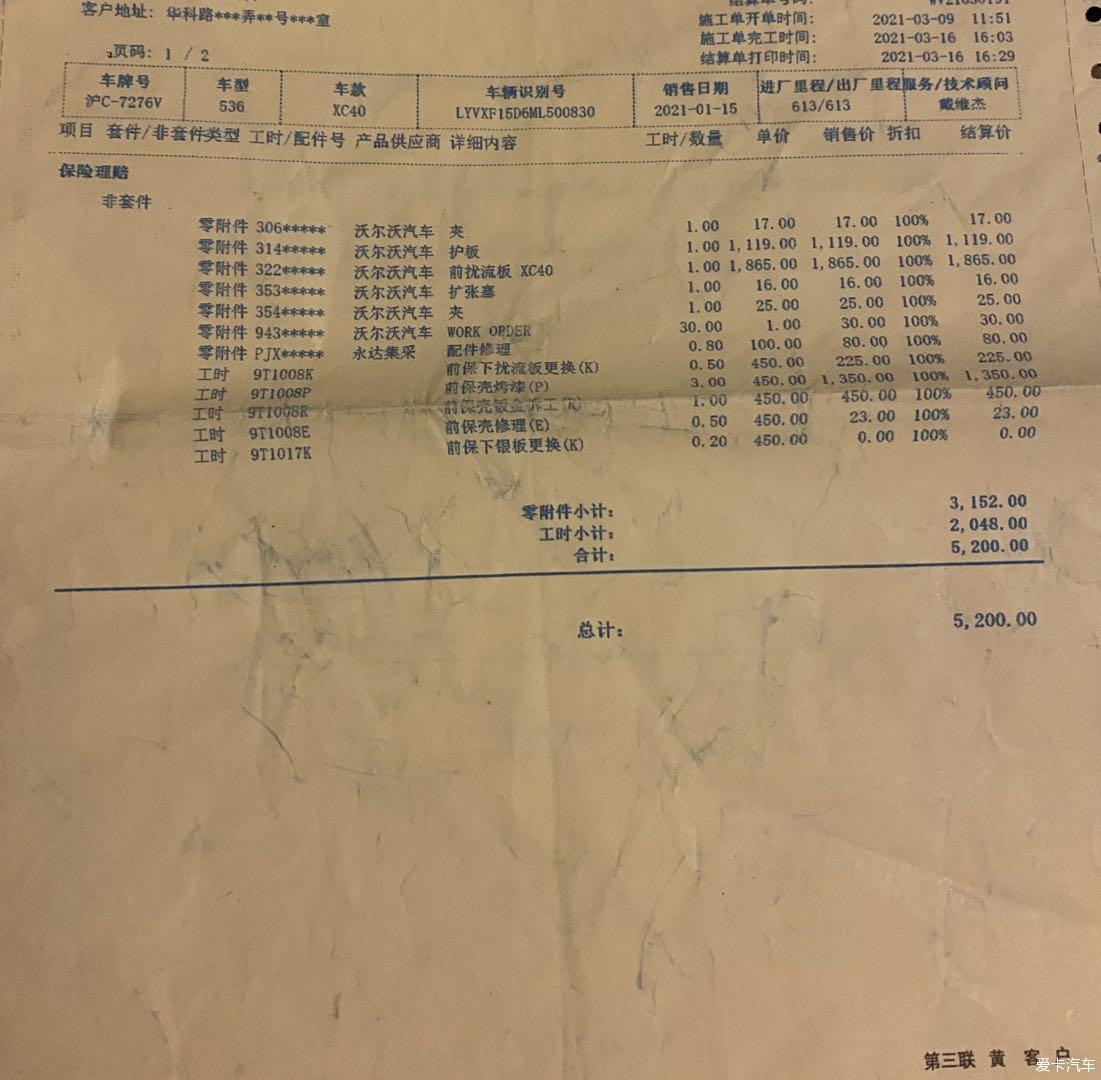 客户地址: 华科路***弄**号***室
施工单开单时间: 2021-03-09 11:51
施工单完工时间: 2021-03-16 16:03
页码: 1 / 2
结算单打印时间: 2021-03-16 16:29
车牌号 车型 车款 车辆识别号 销售日期 进厂里程/出厂里程 服务/技术顾问
沪C-7276V 536 XC40 LYVXF15D6ML500830 2021-01-15 613/613 戴维杰
项目 套件/非套件类型 工时/配件号 产品供应商 详细内容 工时/数量 单价 销售价 折扣 结算价
保险理赔
非套件
零附件 306***** 沃尔沃汽车 夹 1.00 17.00 17.00 100% 17.00
零附件 314***** 沃尔沃汽车 护板 1.00 1,119.00 1,119.00 100% 1,119.00
零附件 322***** 沃尔沃汽车 前扰流板 XC40 1.00 1,865.00 1,865.00 100% 1,865.00
零附件 353***** 沃尔沃汽车 扩张塞 1.00 16.00 16.00 100% 16.00
零附件 354***** 沃尔沃汽车 夹 1.00 25.00 25.00 100% 25.00
零附件 943***** 沃尔沃汽车 WORK ORDER 30.00 1.00 30.00 100% 30.00
零附件 PJX***** 永达集采 配件修理 0.80 100.00 80.00 100% 80.00
工时 9T1008K 前保下扰流板更换(K) 0.50 450.00 225.00 100% 225.00
工时 9T1008P 前保壳烤漆(P) 3.00 450.00 1,350.00 100% 1,350.00
工时 9T1008R 前保壳钣金拆工(R) 1.00 450.00 450.00 100% 450.00
工时 9T1008E 前保壳修理(E) 0.50 450.00 23.00 100% 23.00
工时 9T1017K 前保下银板更换(K) 0.20 450.00 0.00 100% 0.00
零附件小计: 3,152.00
工时小计: 2,048.00
合计: 5,200.00
总计: 5,200.00
第三联 黄 客户
爱卡汽车